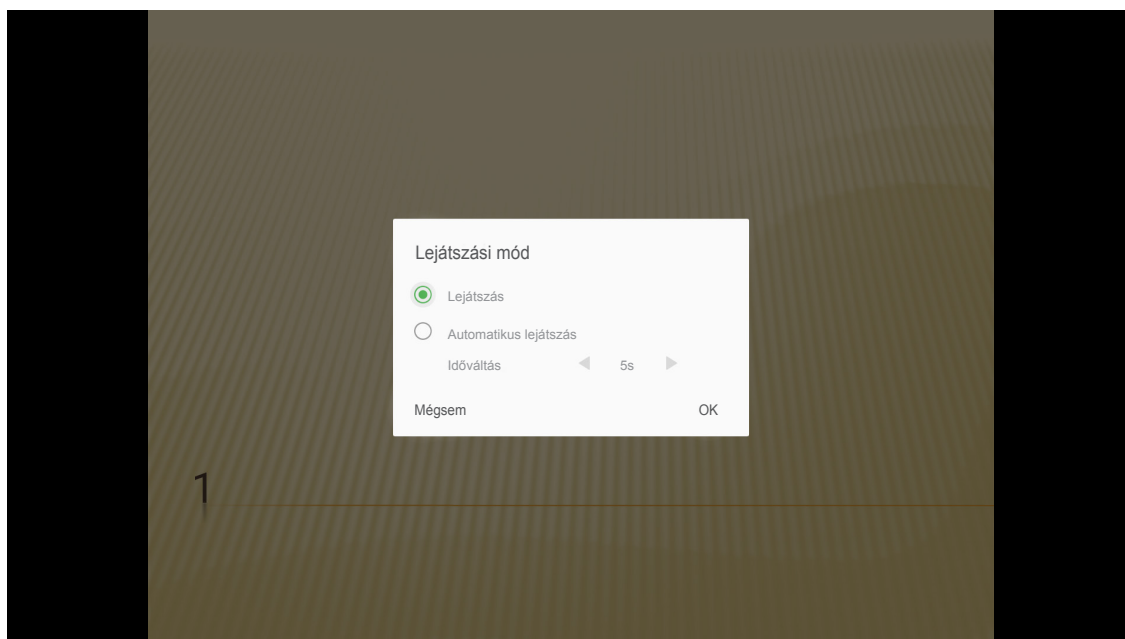 Lejátszási mód
Lejátszás
Automatikus lejátszás
Időváltás 5s
Mégsem OK
1